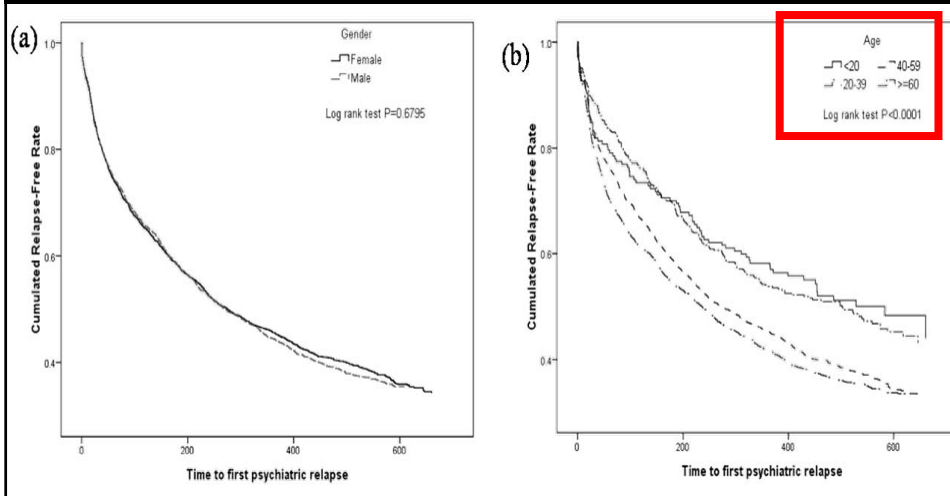 (a)
Gender
Female
Male
Log rank test P=0.6795
1.0
0.8
0.6
0.4
0
200
400
600
Cumulated Relapse-Free Rate
Time to first psychiatric relapse
(b)
Age
<20 40-59
20-39 >=60
Log rank test P<0.0001
1.0
0.8
0.6
0.4
0
200
400
600
Cumulated Relapse-Free Rate
Time to first psychiatric relapse